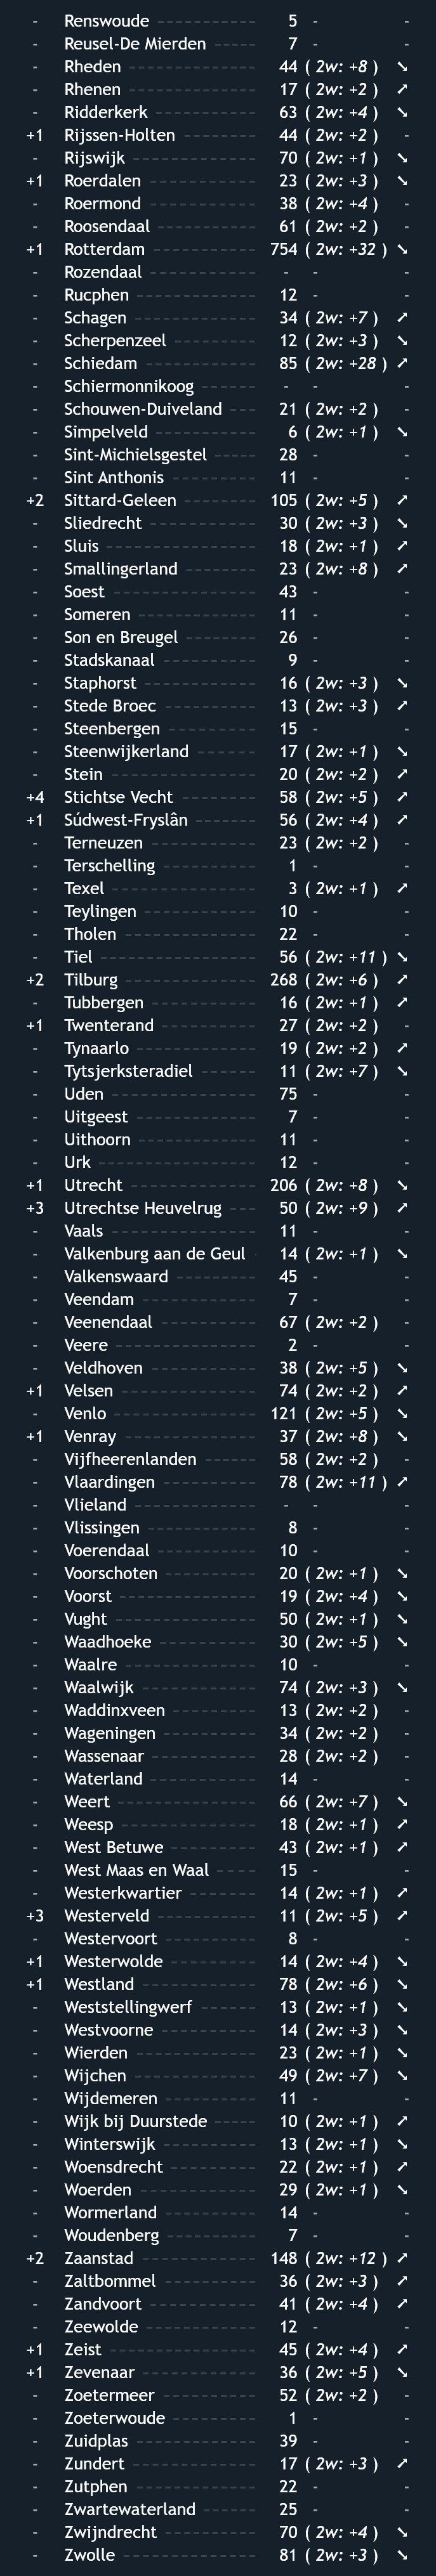 - Renswoude 5 - -
- Reusel-De Mierden 7 - -
- Rheden 44 ( 2w: +8 ) ➘
- Rhenen 17 ( 2w: +2 ) ➚
- Ridderkerk 63 ( 2w: +4 ) ➘
+1 Rijssen-Holten 44 ( 2w: +2 ) -
- Rijswijk 70 ( 2w: +1 ) ➘
+1 Roerdalen 23 ( 2w: +3 ) ➘
- Roermond 38 ( 2w: +4 ) -
- Roosendaal 61 ( 2w: +2 ) -
+1 Rotterdam 754 ( 2w: +32 ) ➘
- Rozendaal - - -
- Rucphen 12 - -
- Schagen 34 ( 2w: +7 ) ➚
- Scherpenzeel 12 ( 2w: +3 ) ➘
- Schiedam 85 ( 2w: +28 ) ➚
- Schiermonnikoog - - -
- Schouwen-Duiveland 21 ( 2w: +2 ) -
- Simpelveld 6 ( 2w: +1 ) ➘
- Sint-Michielsgestel 28 - -
- Sint Anthonis 11 - -
+2 Sittard-Geleen 105 ( 2w: +5 ) ➚
- Sliedrecht 30 ( 2w: +3 ) ➘
- Sluis 18 ( 2w: +1 ) ➚
- Smallingerland 23 ( 2w: +8 ) ➚
- Soest 43 - -
- Someren 11 - -
- Son en Breugel 26 - -
- Stadskanaal 9 - -
- Staphorst 16 ( 2w: +3 ) ➘
- Stede Broec 13 ( 2w: +3 ) ➚
- Steenbergen 15 - -
- Steenwijkerland 17 ( 2w: +1 ) ➘
- Stein 20 ( 2w: +2 ) ➚
+4 Stichtse Vecht 58 ( 2w: +5 ) ➚
+1 Súdwest-Fryslân 56 ( 2w: +4 ) ➚
- Terneuzen 23 ( 2w: +2 ) -
- Terschelling 1 - -
- Texel 3 ( 2w: +1 ) ➚
- Teylingen 10 - -
- Tholen 22 - -
- Tiel 56 ( 2w: +11 ) ➘
+2 Tilburg 268 ( 2w: +6 ) ➚
- Tubbergen 16 ( 2w: +1 ) ➚
+1 Twenterand 27 ( 2w: +2 ) -
- Tynaarlo 19 ( 2w: +2 ) ➚
- Tytsjerksteradiel 11 ( 2w: +7 ) ➘
- Uden 75 - -
- Uitgeest 7 - -
- Uithoorn 11 - -
- Urk 12 - -
+1 Utrecht 206 ( 2w: +8 ) ➘
+3 Utrechtse Heuvelrug 50 ( 2w: +9 ) ➚
- Vaals 11 - -
- Valkenburg aan de Geul 14 ( 2w: +1 ) ➘
- Valkenswaard 45 - -
- Veendam 7 - -
- Veenendaal 67 ( 2w: +2 ) -
- Veere 2 - -
- Veldhoven 38 ( 2w: +5 ) ➘
+1 Velsen 74 ( 2w: +2 ) ➚
- Venlo 121 ( 2w: +5 ) ➘
+1 Venray 37 ( 2w: +8 ) ➘
- Vijfheerenlanden 58 ( 2w: +2 ) -
- Vlaardingen 78 ( 2w: +11 ) ➚
- Vlieland - - -
- Vlissingen 8 - -
- Voerendaal 10 - -
- Voorschoten 20 ( 2w: +1 ) ➘
- Voorst 19 ( 2w: +4 ) ➘
- Vught 50 ( 2w: +1 ) ➘
- Waadhoeke 30 ( 2w: +5 ) ➘
- Waalre 10 - -
- Waalwijk 74 ( 2w: +3 ) ➘
- Waddinxveen 13 ( 2w: +2 ) -
- Wageningen 34 ( 2w: +2 ) -
- Wassenaar 28 ( 2w: +2 ) -
- Waterland 14 - -
- Weert 66 ( 2w: +7 ) ➘
- Weesp 18 ( 2w: +1 ) ➚
- West Betuwe 43 ( 2w: +1 ) ➚
- West Maas en Waal 15 - -
- Westerkwartier 14 ( 2w: +1 ) ➚
+3 Westerveld 11 ( 2w: +5 ) ➚
- Westervoort 8 - -
+1 Westerwolde 14 ( 2w: +4 ) ➘
+1 Westland 78 ( 2w: +6 ) ➘
- Weststellingwerf 13 ( 2w: +1 ) ➘
- Westvoorne 14 ( 2w: +3 ) ➘
- Wierden 23 ( 2w: +1 ) ➘
- Wijchen 49 ( 2w: +7 ) ➘
- Wijdemeren 11 - -
- Wijk bij Duurstede 10 ( 2w: +1 ) ➚
- Winterswijk 13 ( 2w: +1 ) ➘
- Woensdrecht 22 ( 2w: +1 ) ➚
- Woerden 29 ( 2w: +1 ) ➘
- Wormerland 14 - -
- Woudenberg 7 - -
+2 Zaanstad 148 ( 2w: +12 ) ➚
- Zaltbommel 36 ( 2w: +3 ) ➚
- Zandvoort 41 ( 2w: +4 ) ➚
- Zeewolde 12 - -
+1 Zeist 45 ( 2w: +4 ) ➚
+1 Zevenaar 36 ( 2w: +5 ) ➘
- Zoetermeer 52 ( 2w: +2 ) -
- Zoeterwoude 1 - -
- Zuidplas 39 - -
- Zundert 17 ( 2w: +3 ) ➚
- Zutphen 22 - -
- Zwartewaterland 25 - -
- Zwijndrecht 70 ( 2w: +4 ) ➘
- Zwolle 81 ( 2w: +3 ) ➘